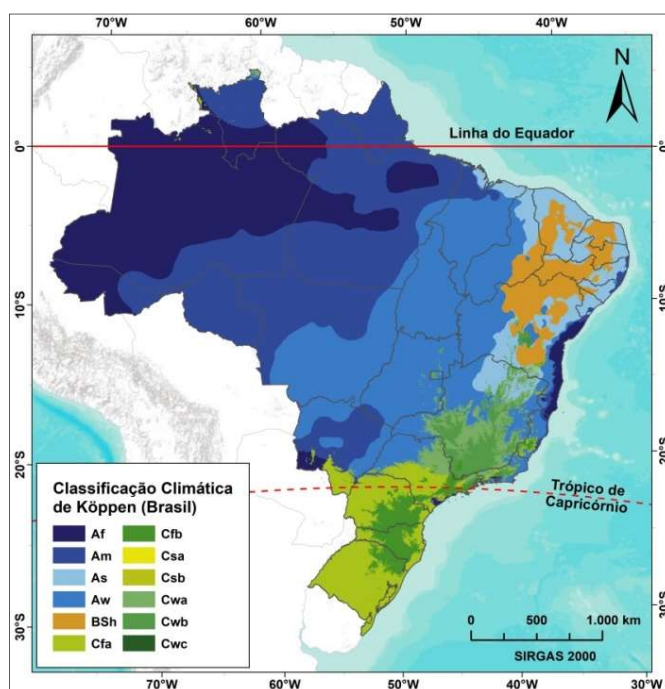 70°W 60°W 50°W 40°W
N
Linha do Equador
0° 0°
10°S 10°S
20°S 20°S
Trópico de
Capricórnio
30°S 30°S
Classificação Climática
de Köppen (Brasil)
Af Cfb
Am Csa
As Csb
Aw Cwa
BSh Cwb
Cfa Cwc
0 500 1.000 km
SIRGAS 2000
70°W 60°W 50°W 40°W 30°W